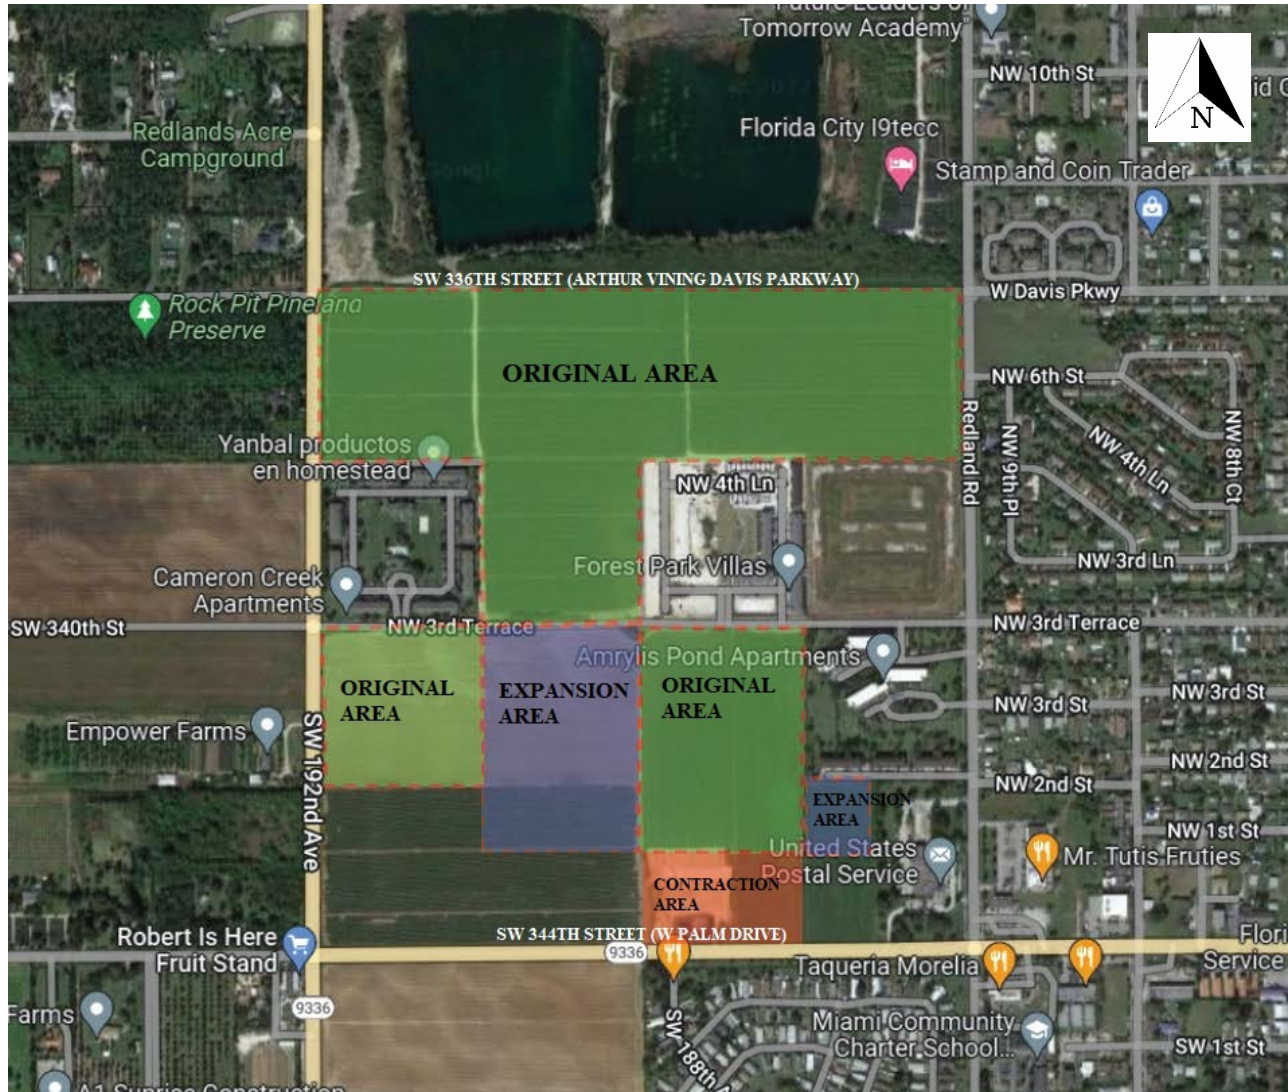 Tomorrow Academy
NW 10th St
N
Redlands Acre
Campground
Florida City I9tecc
Stamp and Coin Trader
SW 336TH STREET (ARTHUR VINING DAVIS PARKWAY)
Rock Pit Pineland
Preserve
W Davis Pkwy
ORIGINAL AREA
NW 6th St
Redland Rd
NW 9th Pl
NW 4th Ln
NW 8th Ct
Yanbal productos
en homestead
NW 4th Ln
Forest Park Villas
NW 3rd Ln
Cameron Creek
Apartments
SW 340th St
NW 3rd Terrace
NW 3rd Terrace
Amrylis Pond Apartments
ORIGINAL
AREA
EXPANSION
AREA
ORIGINAL
AREA
NW 3rd St
NW 3rd St
Empower Farms
SW 192nd Ave
NW 2nd St
NW 2nd St
EXPANSION
AREA
NW 1st St
United States
Postal Service
Mr. Tutis Fruties
CONTRACTION
AREA
SW 344TH STREET (W PALM DRIVE)
Robert Is Here
Fruit Stand
9336
Taqueria Morelia
Service
9336
Farms
SW 188th
Miami Community
Charter School...
SW 1st St